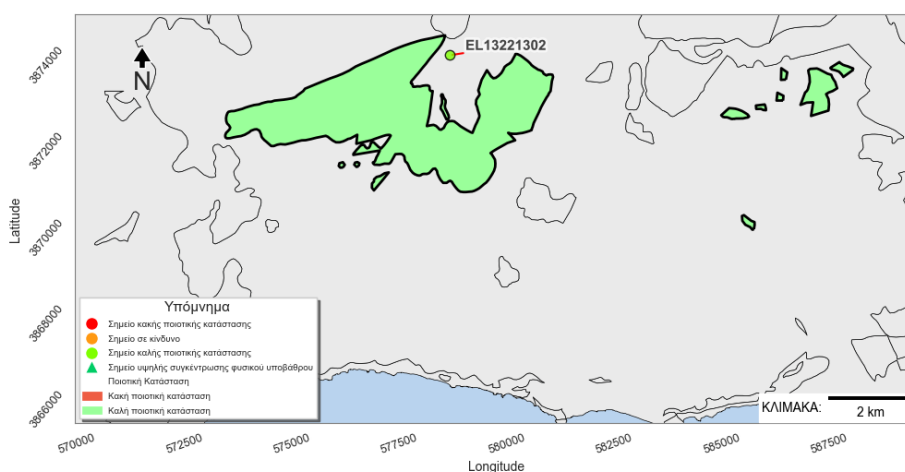 EL13221302
N
3874000
3872000
3870000
3868000
3866000
Latitude
Υπόμνημα
Σημείο κακής ποιοτικής κατάστασης
Σημείο σε κίνδυνο
Σημείο καλής ποιοτικής κατάστασης
Σημείο υψηλής συγκέντρωσης φυσικού υποβάθρου
Ποιοτική Κατάσταση
Κακή ποιοτική κατάσταση
Καλή ποιοτική κατάσταση
ΚΛΙΜΑΚΑ:
2 km
570000
572500
575000
577500
580000
582500
585000
587500
Longitude